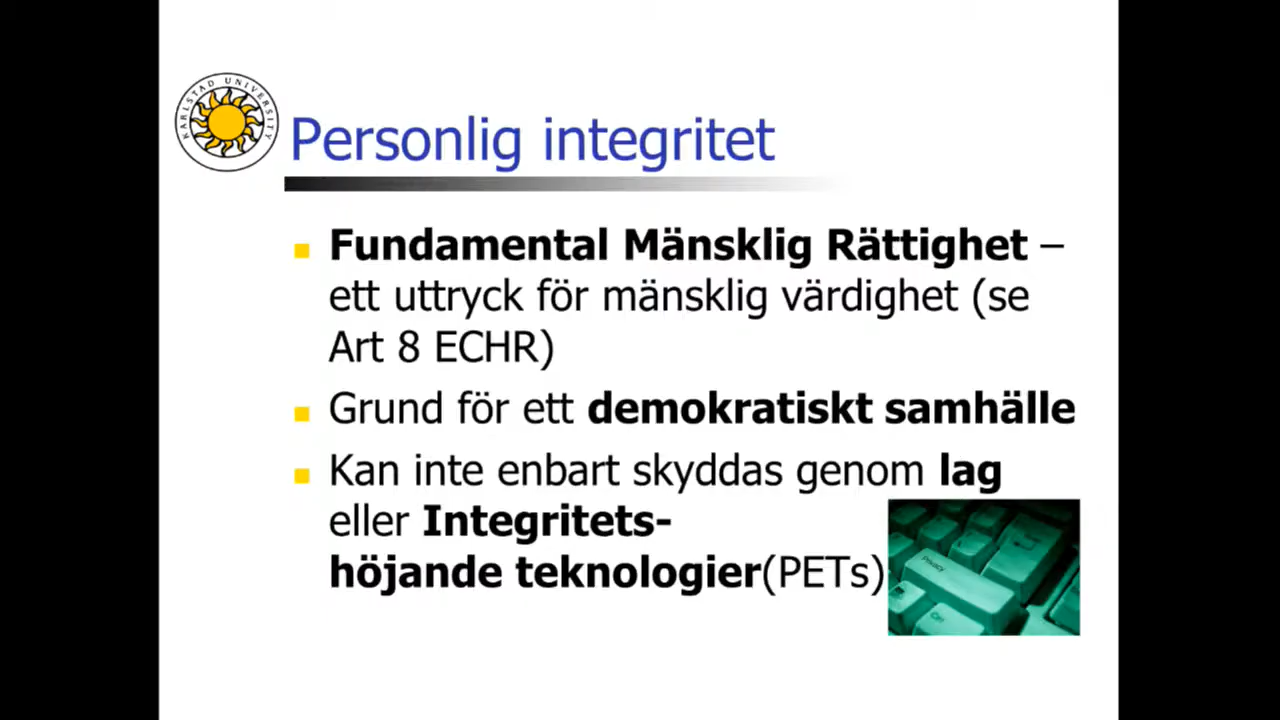 KARLSTAD UNIVERSITY
Personlig integritet
Fundamental Mänsklig Rättighet –
ett uttryck för mänsklig värdighet (se
Art 8 ECHR)
Grund för ett demokratiskt samhälle
Kan inte enbart skyddas genom lag
eller Integritets-
höjande teknologier(PETs)
Privacy
Ctrl